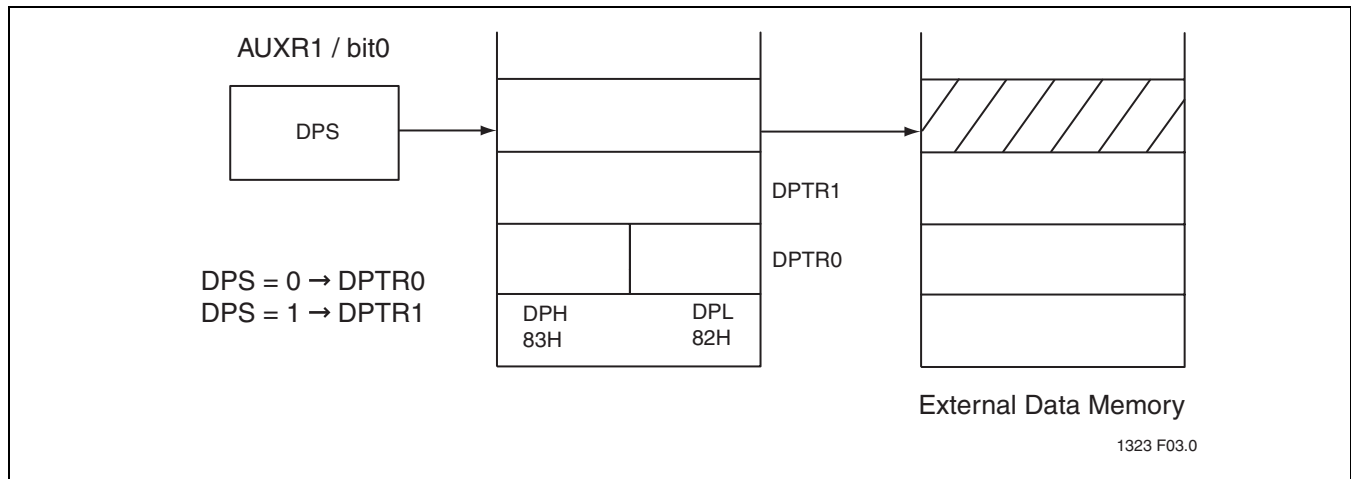 AUXR1 / bit0
DPS
DPTR1
DPTR0
DPS = 0 → DPTR0
DPS = 1 → DPTR1
DPH DPL
83H 82H
External Data Memory
1323 F03.0